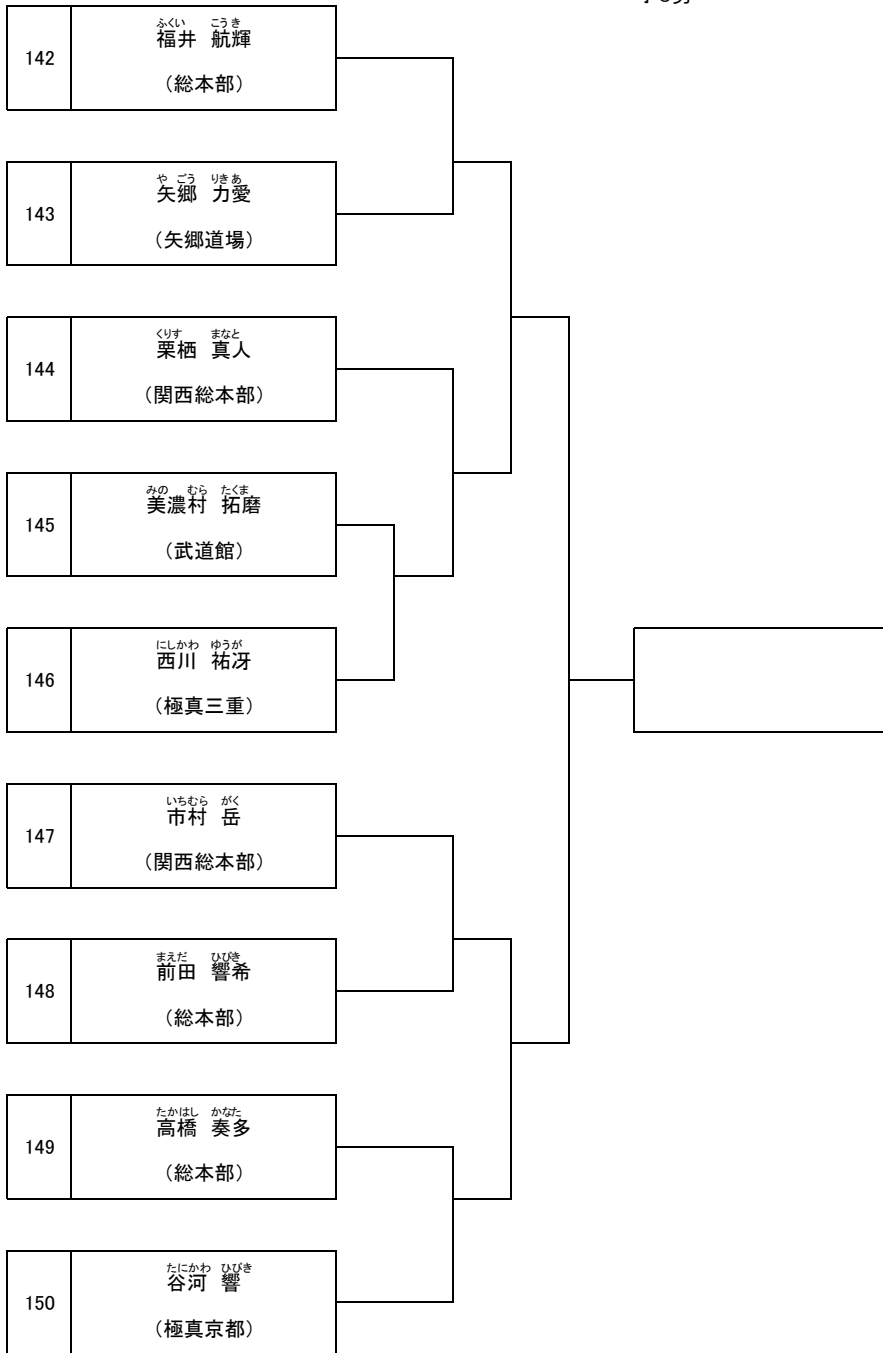 142
ふくい こうき
福井 航輝
（総本部）
143
や ごう りきあ
矢郷 力愛
（矢郷道場）
144
くりす まなと
栗栖 真人
（関西総本部）
145
みの むら たくま
美濃村 拓磨
（武道館）
146
にしかわ ゆうが
西川 祐冴
（極真三重）
147
いちむら がく
市村 岳
（関西総本部）
148
まえだ ひびき
前田 響希
（総本部）
149
たかはし かなた
高橋 奏多
（総本部）
150
たにかわ ひびき
谷河 響
（極真京都）